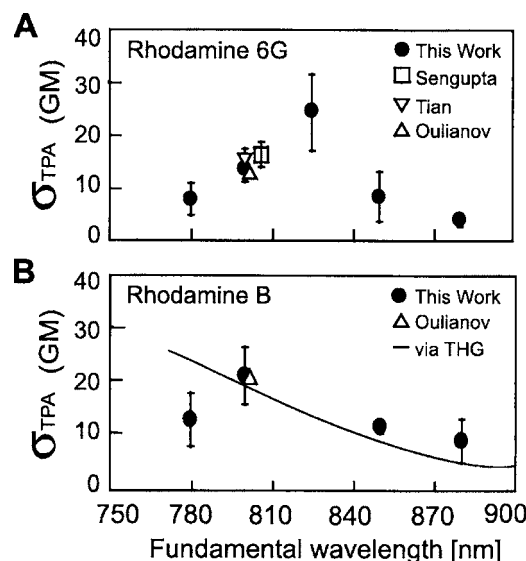 A
40
30
20
10
0
σTPA (GM)
Rhodamine 6G
This Work
Sengupta
Tian
Oulianov
B
40
30
20
10
0
σTPA (GM)
Rhodamine B
This Work
Oulianov
via THG
750 780 810 840 870 900
Fundamental wavelength [nm]